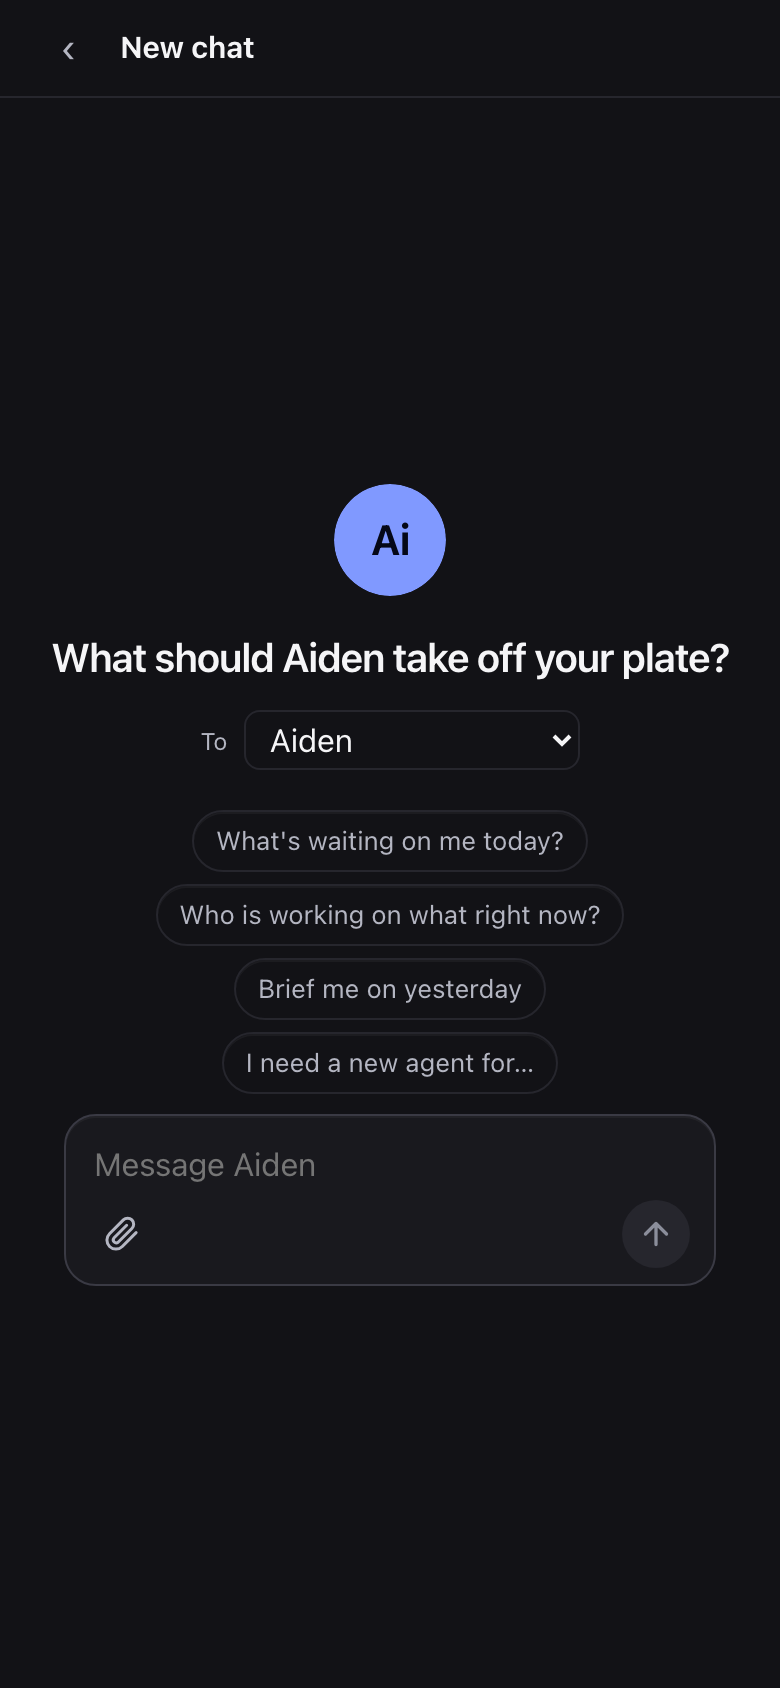 New chat
Ai
What should Aiden take off your plate?
To Aiden
What's waiting on me today?
Who is working on what right now?
Brief me on yesterday
I need a new agent for...
Message Aiden